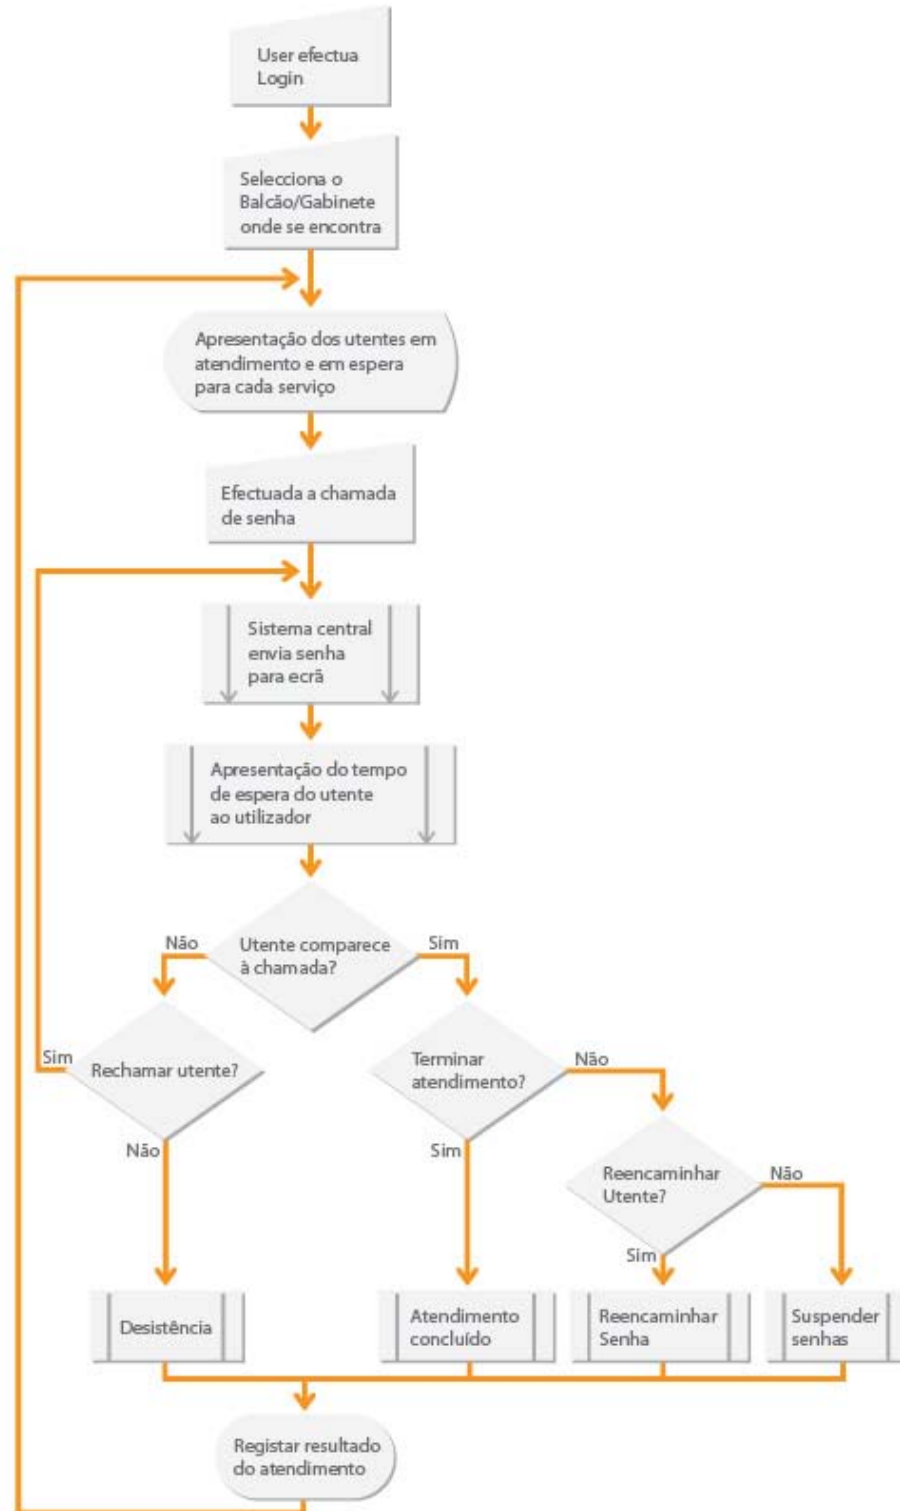 User efectua
Login
Selecciona o
Balcão/Gabinete
onde se encontra
Apresentação dos utentes em
atendimento e em espera
para cada serviço
Efectuada a chamada
de senha
Sistema central
envia senha
para ecrã
Apresentação do tempo
de espera do utente
ao utilizador
Não
Utente comparece
à chamada?
Sim
Sim
Rechamar utente?
Não
Terminar
atendimento?
Não
Sim
Reencaminhar
Utente?
Não
Sim
Desistência
Atendimento
concluído
Reencaminhar
Senha
Suspender
senhas
Registar resultado
do atendimento